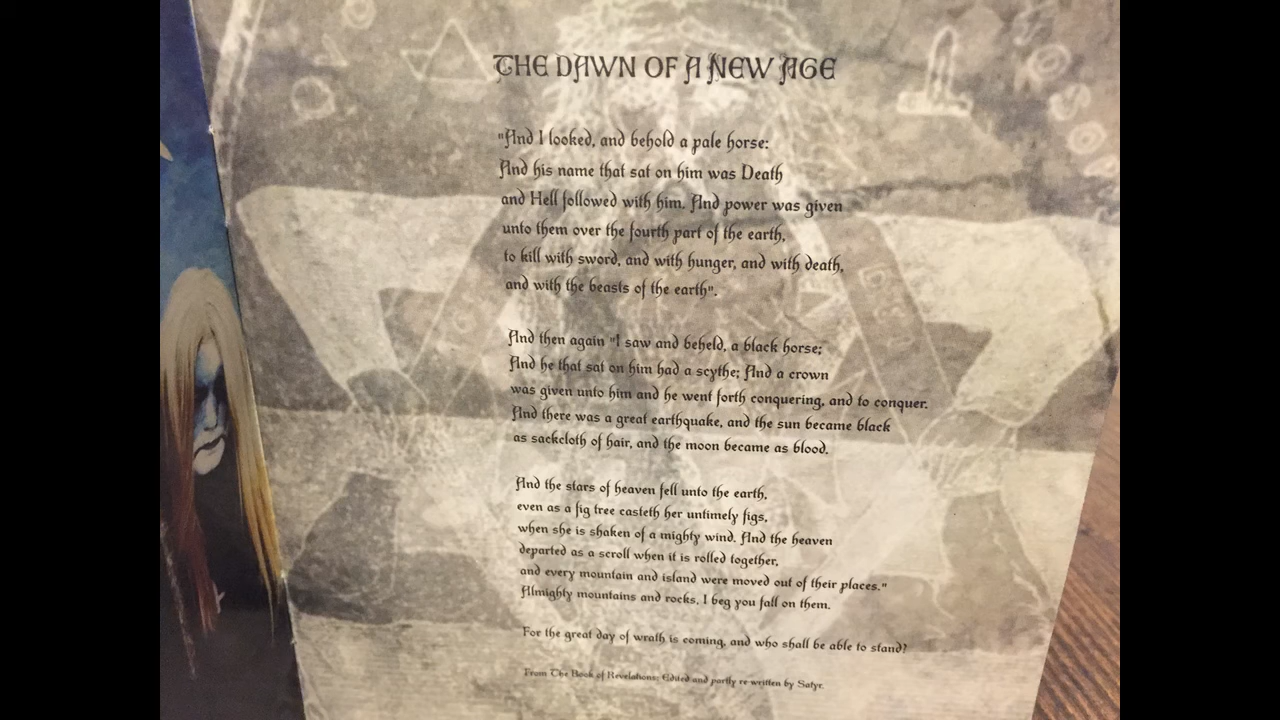 THE DAWN OF A NEW AGE
"And I looked, and behold a pale horse:
And his name that sat on him was Death
and Hell followed with him. And power was given
unto them over the fourth part of the earth,
to kill with sword, and with hunger, and with death,
and with the beasts of the earth".
And then again "I saw and beheld, a black horse;
And he that sat on him had a scythe; And a crown
was given unto him and he went forth conquering, and to conquer.
And there was a great earthquake, and the sun became black
as sackcloth of hair, and the moon became as blood.
And the stars of heaven fell unto the earth,
even as a fig tree casteth her untimely figs,
when she is shaken of a mighty wind. And the heaven
departed as a scroll when it is rolled together,
and every mountain and island were moved out of their places."
Almighty mountains and rocks, I beg you fall on them.
For the great day of wrath is coming, and who shall be able to stand?
From The Book of Revelations: Edited and partly re-written by Satyr.